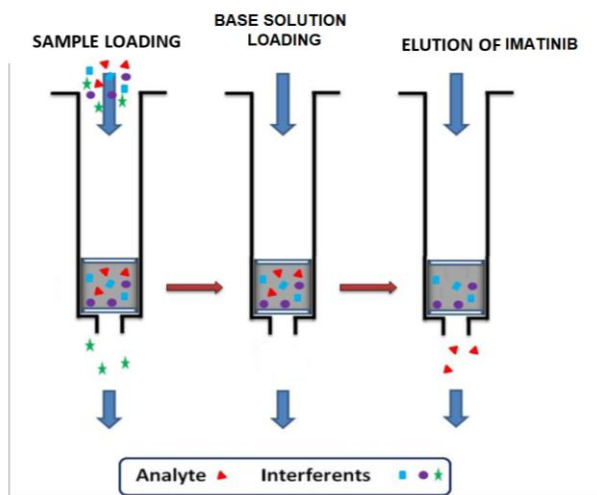 SAMPLE LOADING
BASE SOLUTION
LOADING
ELUTION OF IMATINIB
Analyte
Interferents